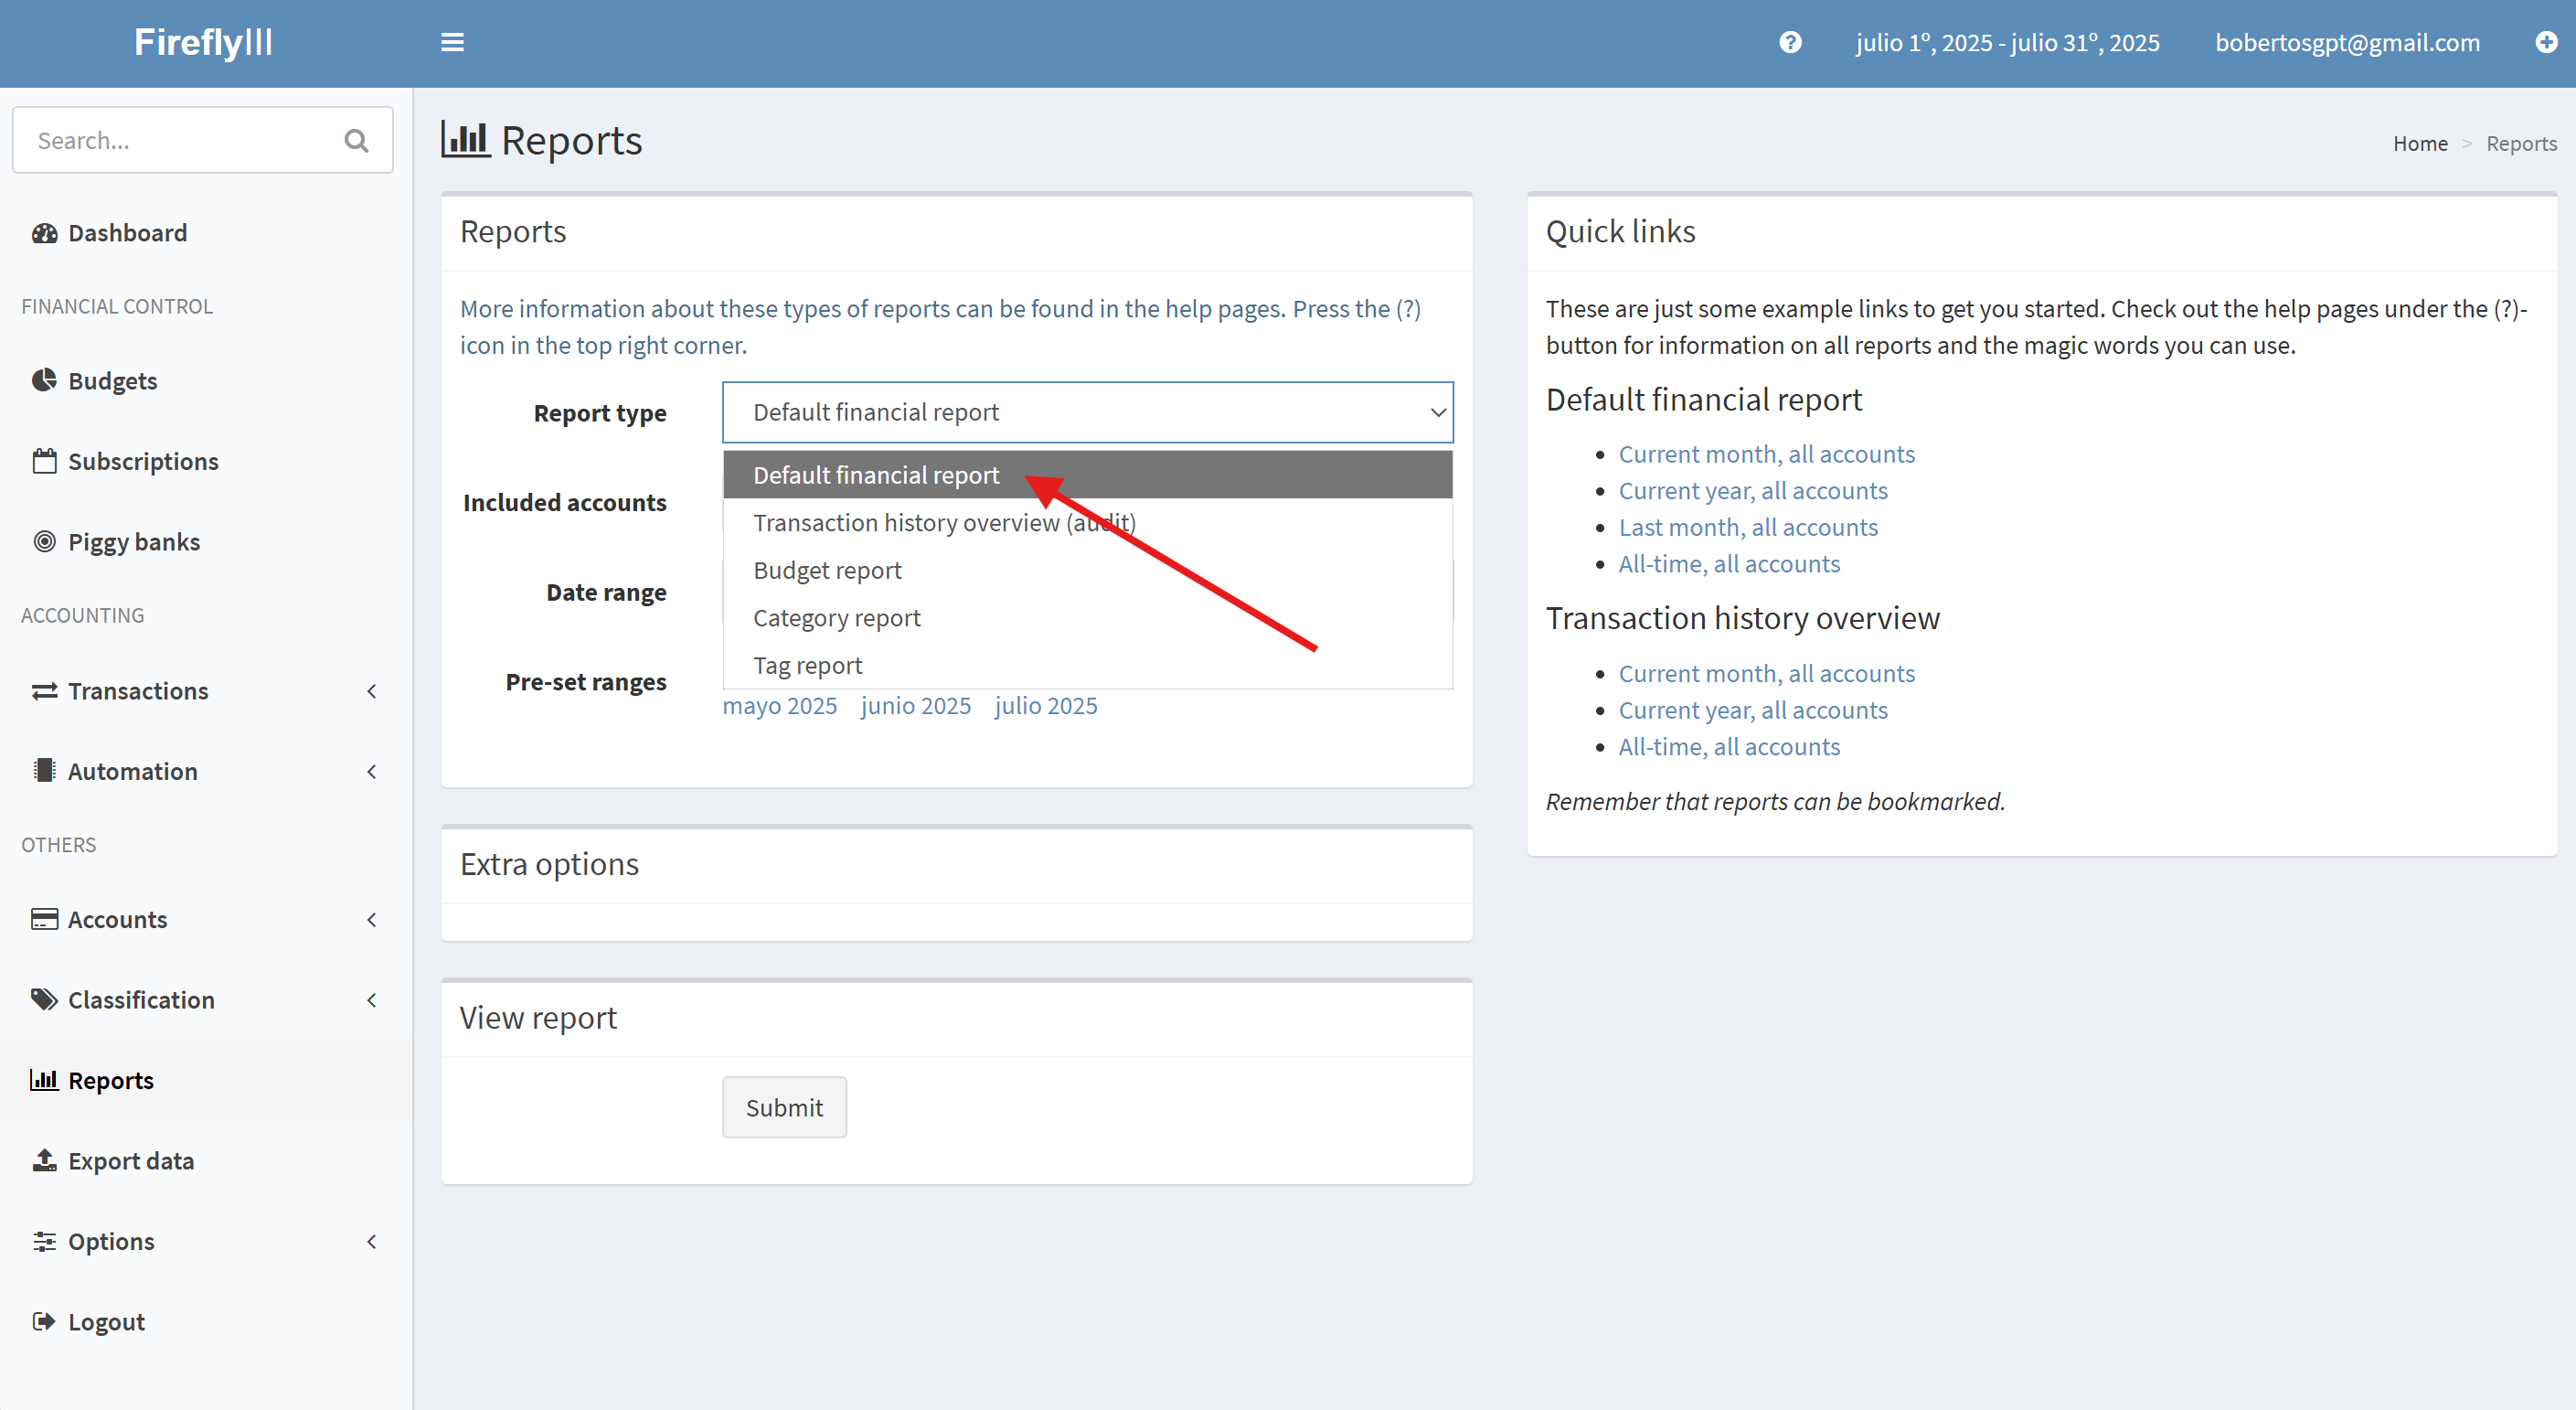 FireflyIII
julio 1º, 2025 - julio 31º, 2025
bobertosgpt@gmail.com
Search...
Dashboard
FINANCIAL CONTROL
Budgets
Subscriptions
Piggy banks
ACCOUNTING
Transactions
Automation
OTHERS
Accounts
Classification
Reports
Export data
Options
Logout
Reports
Home > Reports
Reports
More information about these types of reports can be found in the help pages. Press the (?)
icon in the top right corner.
Report type
Default financial report
Default financial report
Transaction history overview (audit)
Budget report
Category report
Tag report
Included accounts
Date range
Pre-set ranges
mayo 2025 junio 2025 julio 2025
Extra options
View report
Submit
Quick links
These are just some example links to get you started. Check out the help pages under the (?)-
button for information on all reports and the magic words you can use.
Default financial report
Current month, all accounts
Current year, all accounts
Last month, all accounts
All-time, all accounts
Transaction history overview
Current month, all accounts
Current year, all accounts
All-time, all accounts
Remember that reports can be bookmarked.